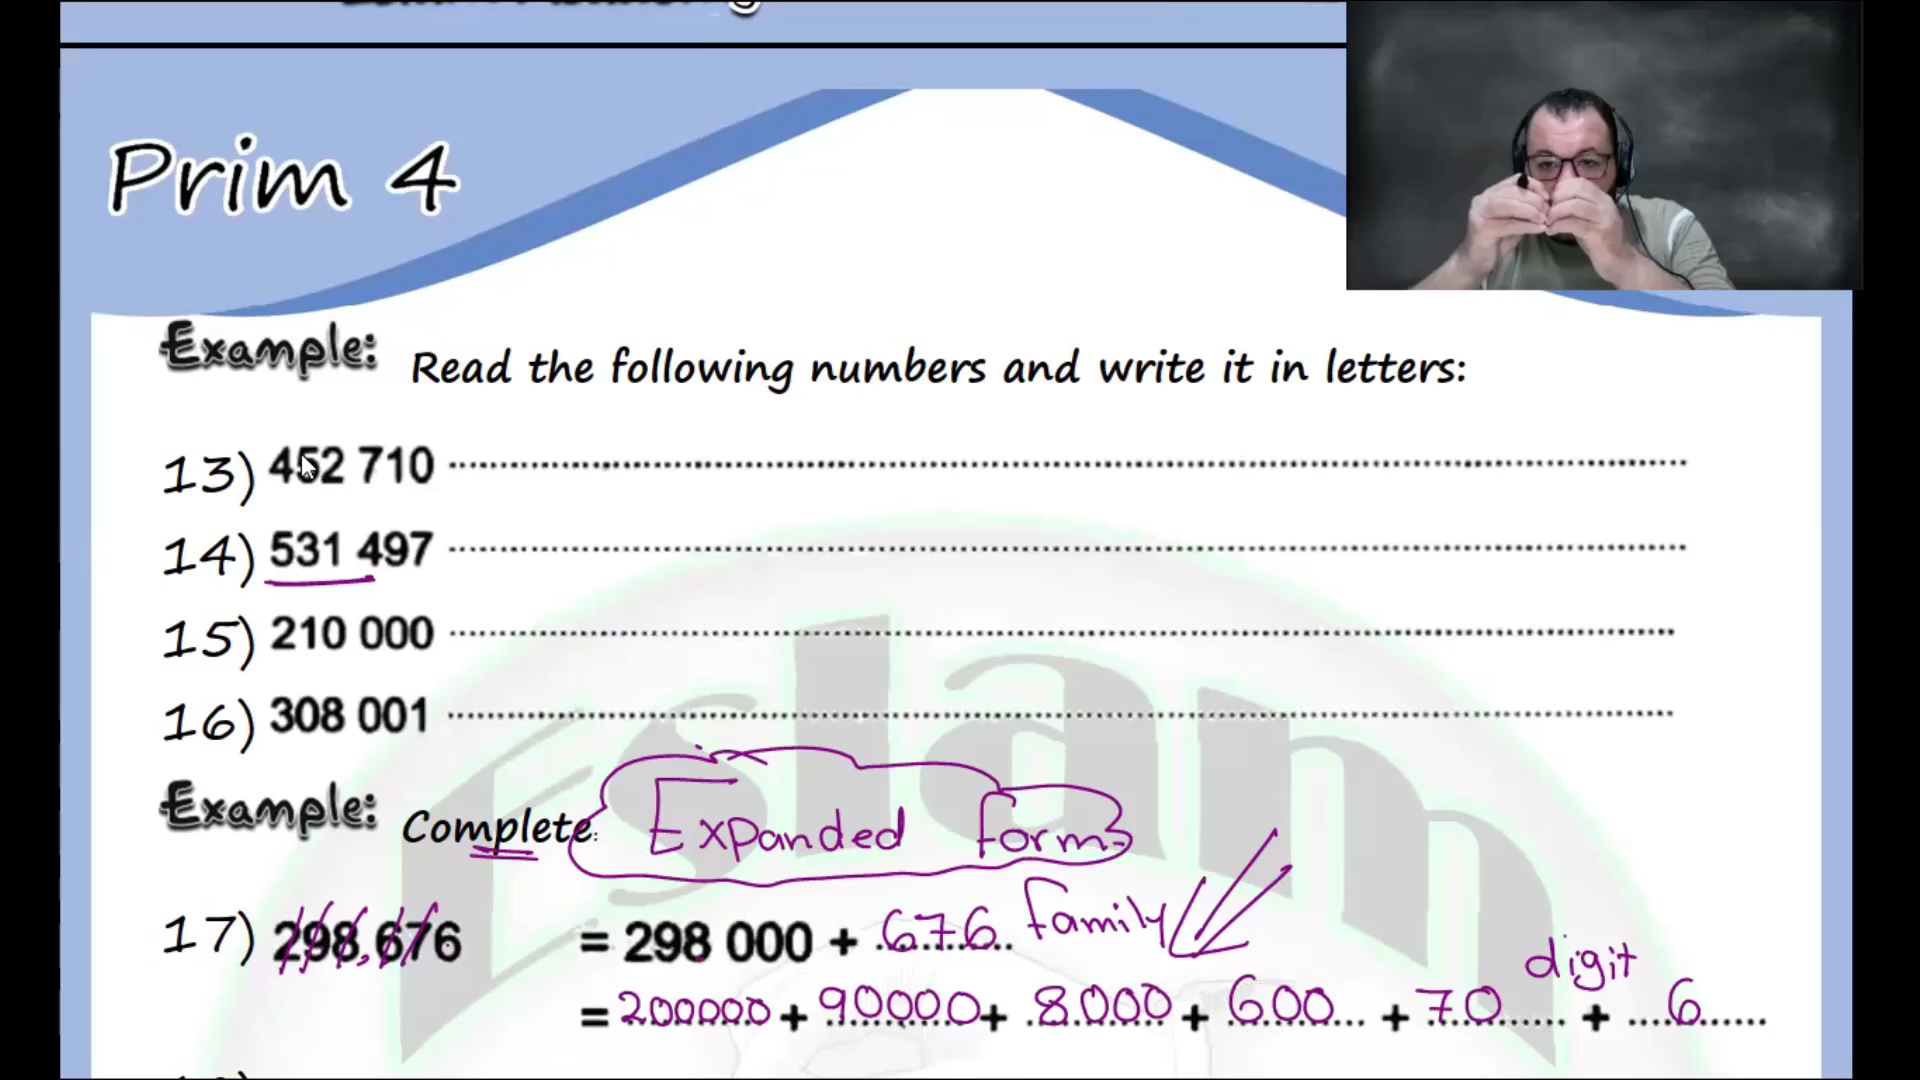 Prim 4
Example: Read the following numbers and write it in letters:
13) 452 710
14) 531 497
15) 210 000
16) 308 001
Example: Complete: Expanded form
17) 298,676 = 298 000 + 676 family
digit
= 200000 + 90000 + 8000 + 600 + 70 + 6
Eslam